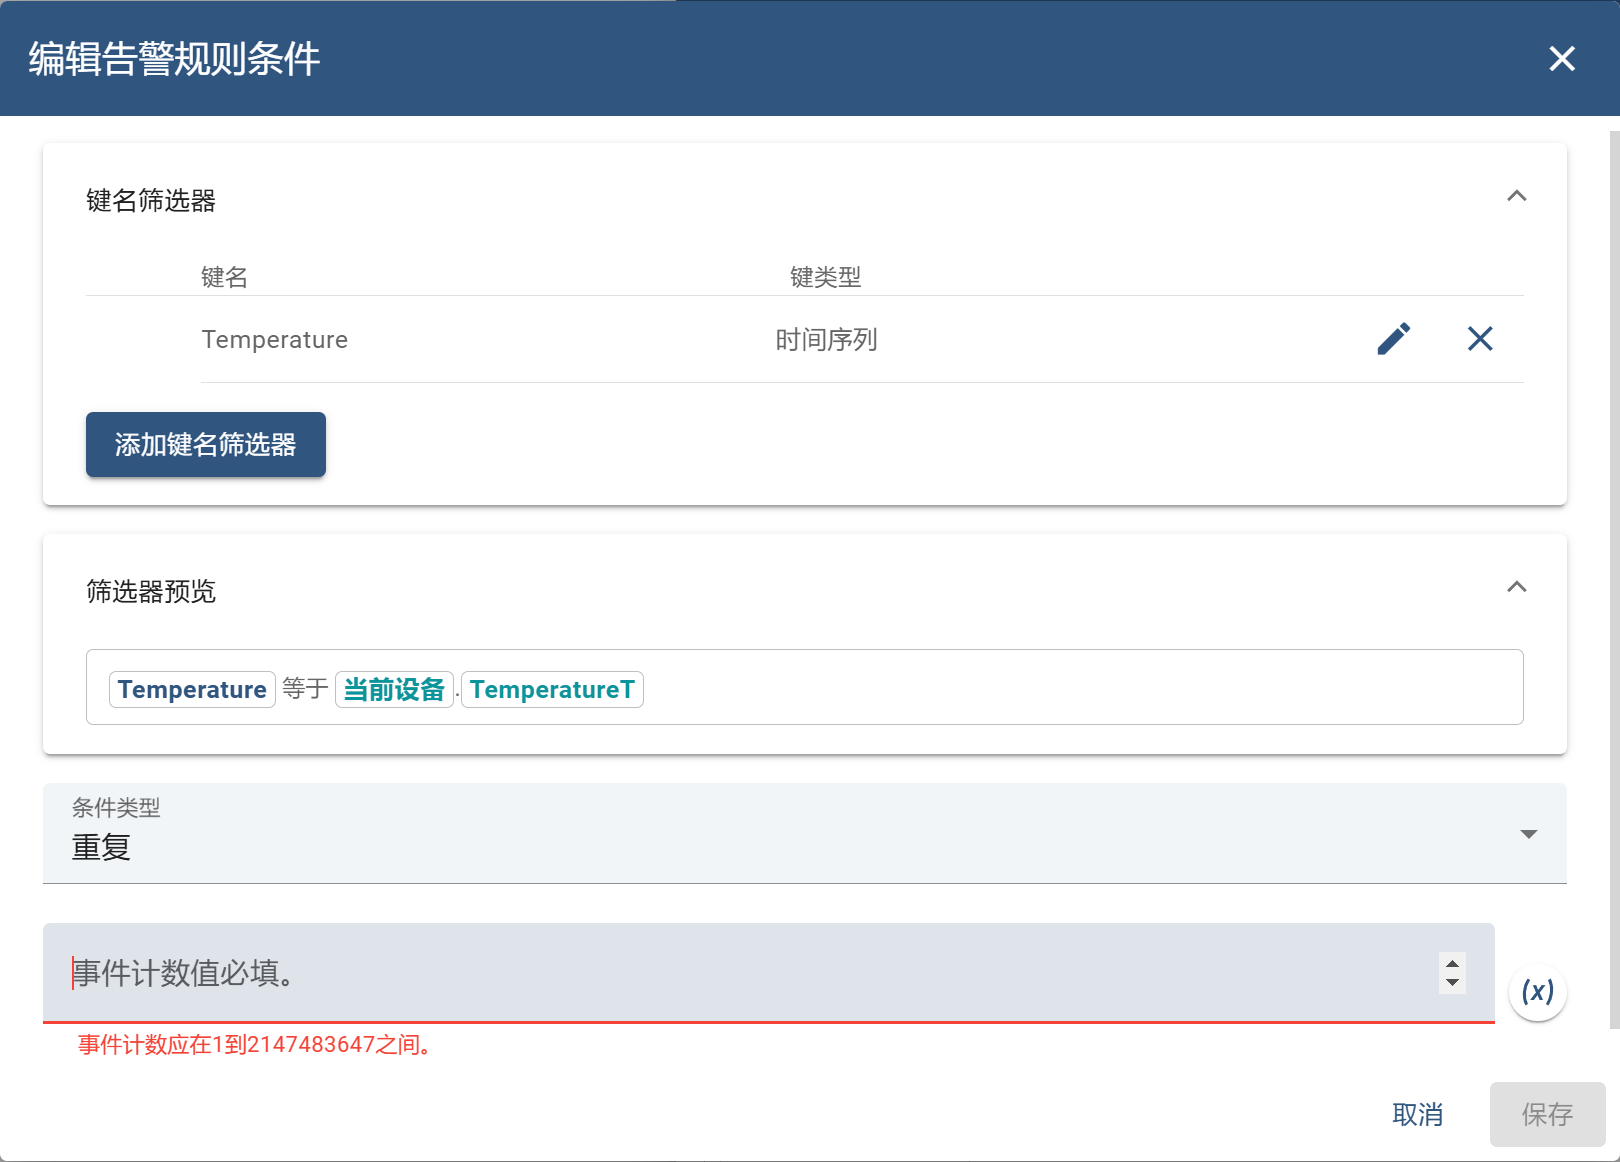 编辑告警规则条件
键名筛选器
键名 键类型
Temperature 时间序列
添加键名筛选器
筛选器预览
Temperature 等于 当前设备 . TemperatureT
条件类型
重复
事件计数值必填。
(x)
事件计数应在1到2147483647之间。
取消 保存